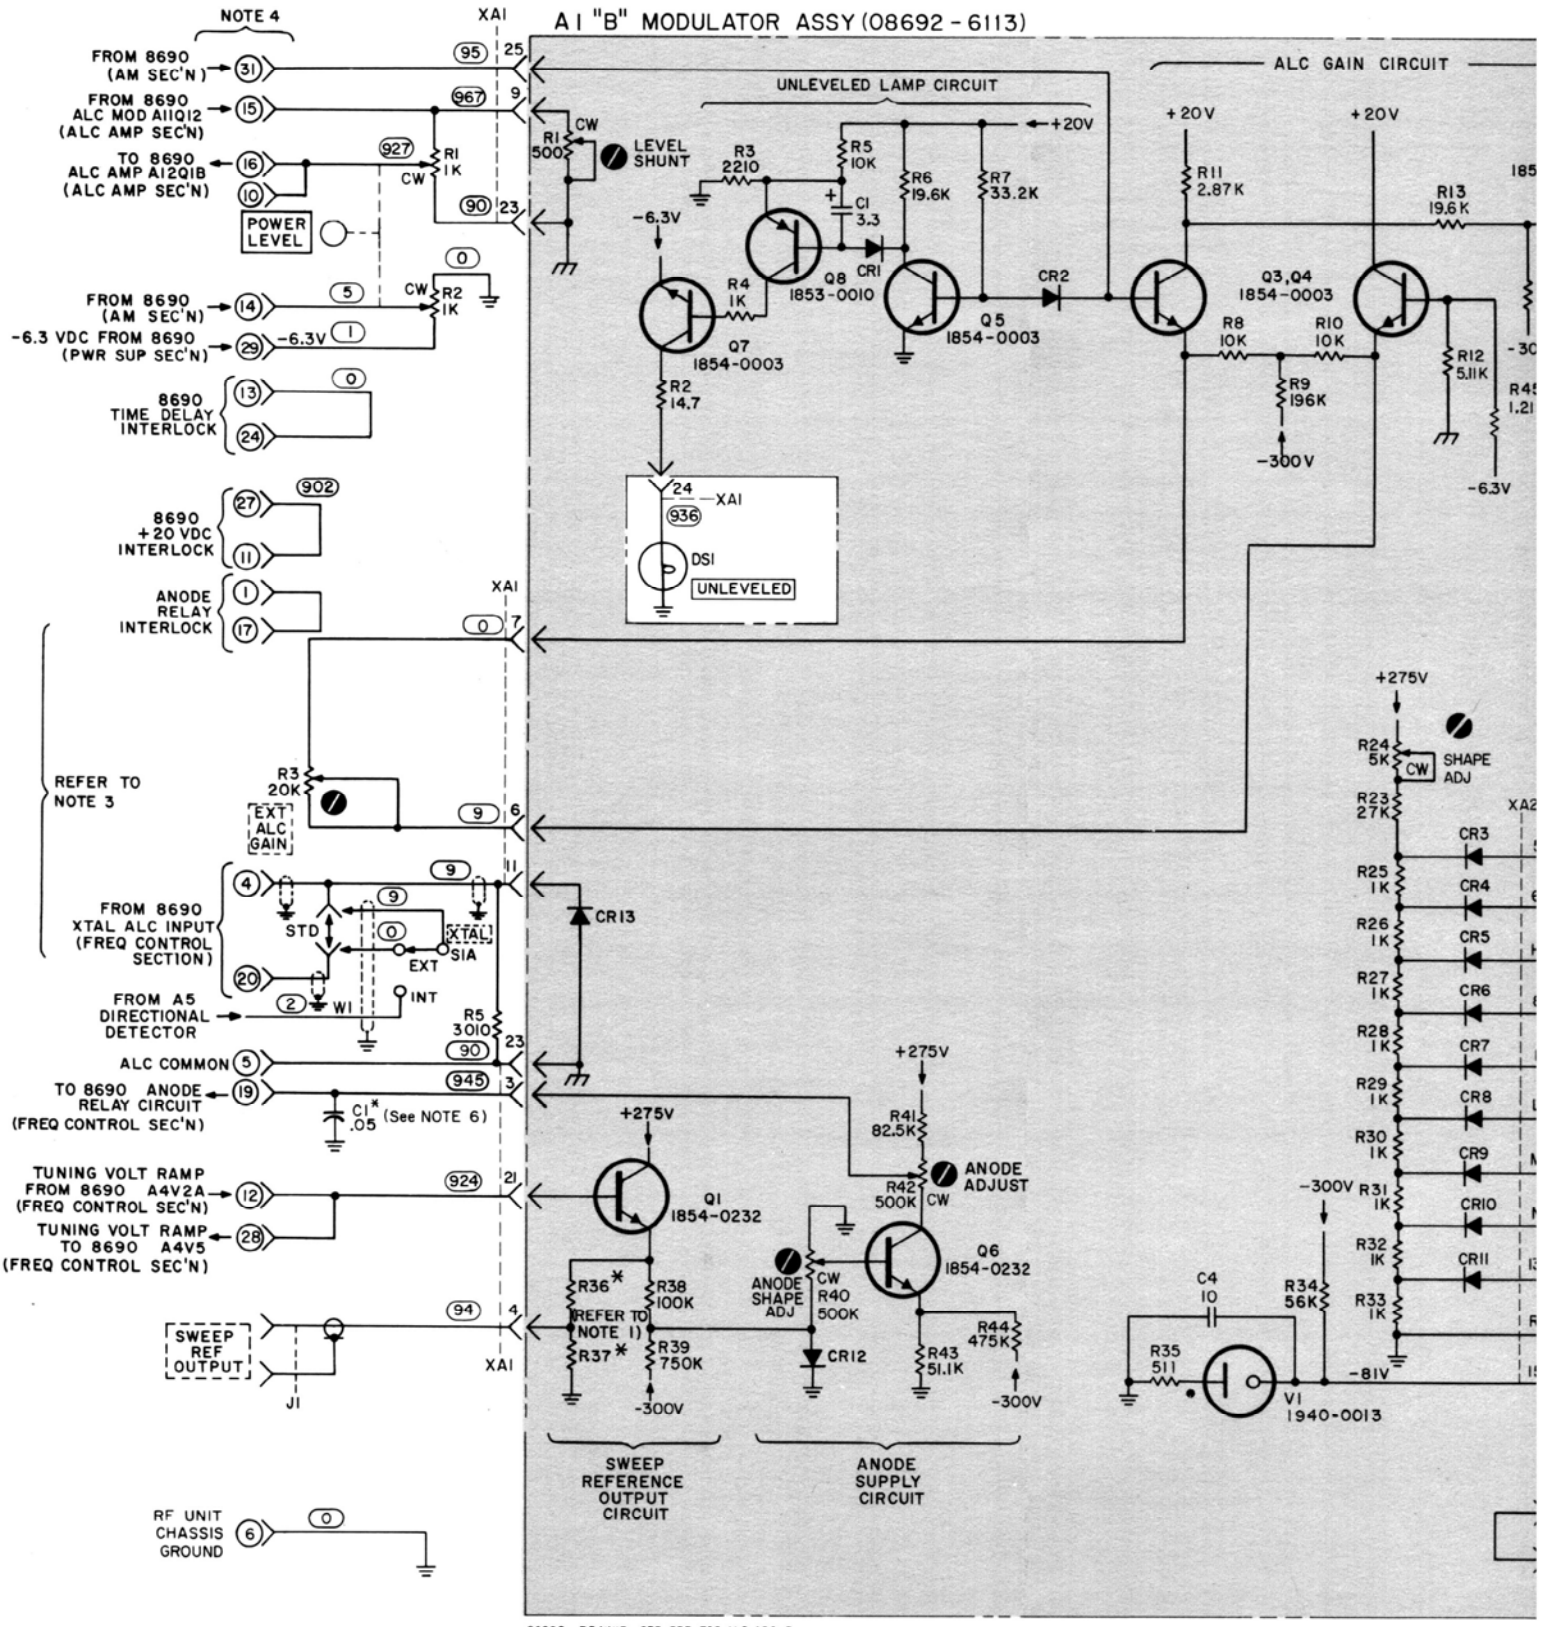 NOTE 4
XA1
A1 "B" MODULATOR ASSY (08692-6113)
FROM 8690
(AM SEC'N)
31
95
25
FROM 8690
ALC MOD A11Q12
(ALC AMP SEC'N)
15
967
9
TO 8690
ALC AMP A12Q1B
(ALC AMP SEC'N)
16
10
927
R1
1K
CW
90
23
POWER
LEVEL
0
FROM 8690
(AM SEC'N)
14
5
CW
R2
1K
-6.3 VDC FROM 8690
(PWR SUP SEC'N)
29
-6.3V
1
8690
TIME DELAY
INTERLOCK
13
24
0
8690
+20 VDC
INTERLOCK
27
11
902
ANODE
RELAY
INTERLOCK
1
17
XA1
0
7
REFER TO
NOTE 3
R3
20K
EXT
ALC
GAIN
9
6
FROM 8690
XTAL ALC INPUT
(FREQ CONTROL
SECTION)
4
20
9
11
STD
9
0
XTAL
EXT
S1A
INT
FROM A5
DIRECTIONAL
DETECTOR
2
W1
R5
3010
ALC COMMON
5
90
23
TO 8690 ANODE
RELAY CIRCUIT
(FREQ CONTROL SEC'N)
19
945
3
C1*
.05
(See NOTE 6)
TUNING VOLT RAMP
FROM 8690 A4V2A
(FREQ CONTROL SEC'N)
12
924
21
TUNING VOLT RAMP
TO 8690 A4V5
(FREQ CONTROL SEC'N)
28
SWEEP
REF
OUTPUT
94
4
J1
XA1
RF UNIT
CHASSIS
GROUND
6
0
UNLEVELED LAMP CIRCUIT
CW
R1
500
LEVEL
SHUNT
R3
2210
R5
10K
+20V
R6
19.6K
R7
33.2K
+
C1
3.3
-6.3V
R4
1K
Q8
1853-0010
CR1
CR2
Q5
1854-0003
Q7
1854-0003
R2
14.7
24
XA1
936
DS1
UNLEVELED
ALC GAIN CIRCUIT
+20V
+20V
R11
2.87K
185
R13
19.6K
Q3,Q4
1854-0003
R8
10K
R10
10K
R9
196K
-300V
R12
5.11K
-30
R45
1.21
-6.3V
CR13
+275V
Q1
1854-0232
R36*
R38
100K
(REFER TO
NOTE 1)
R37*
R39
750K
-300V
SWEEP
REFERENCE
OUTPUT
CIRCUIT
+275V
R41
82.5K
ANODE
ADJUST
R42
500K
CW
Q6
1854-0232
ANODE
SHAPE
ADJ
CW
R40
500K
CR12
R44
475K
R43
51.1K
-300V
ANODE
SUPPLY
CIRCUIT
+275V
R24
5K
CW
SHAPE
ADJ
R23
27K
XA2
CR3
R25
1K
CR4
6
R26
1K
CR5
H
R27
1K
CR6
8
R28
1K
CR7
R29
1K
CR8
L
R30
1K
CR9
M
R31
1K
CR10
N
R32
1K
CR11
13
R33
1K
R
-300V
R34
56K
C4
10
R35
511
-81V
15
V1
1940-0013